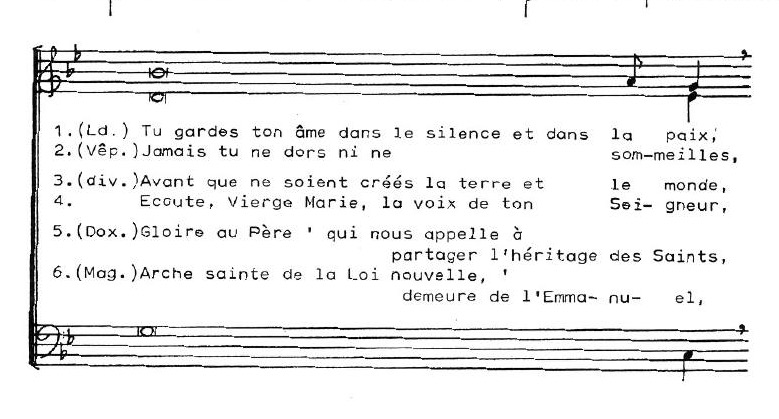 1.(Ld.) Tu gardes ton âme dans le silence et dans la paix,
2.(Vêp.)Jamais tu ne dors ni ne som-meilles,
3.(div.)Avant que ne soient créés la terre et le monde,
4. Ecoute, Vierge Marie, la voix de ton Sei- gneur,
5.(Dox.)Gloire au Père ' qui nous appelle à
partager l'héritage des Saints,
6.(Mag.)Arche sainte de la Loi nouvelle, '
demeure de l'Emma- nu- el,